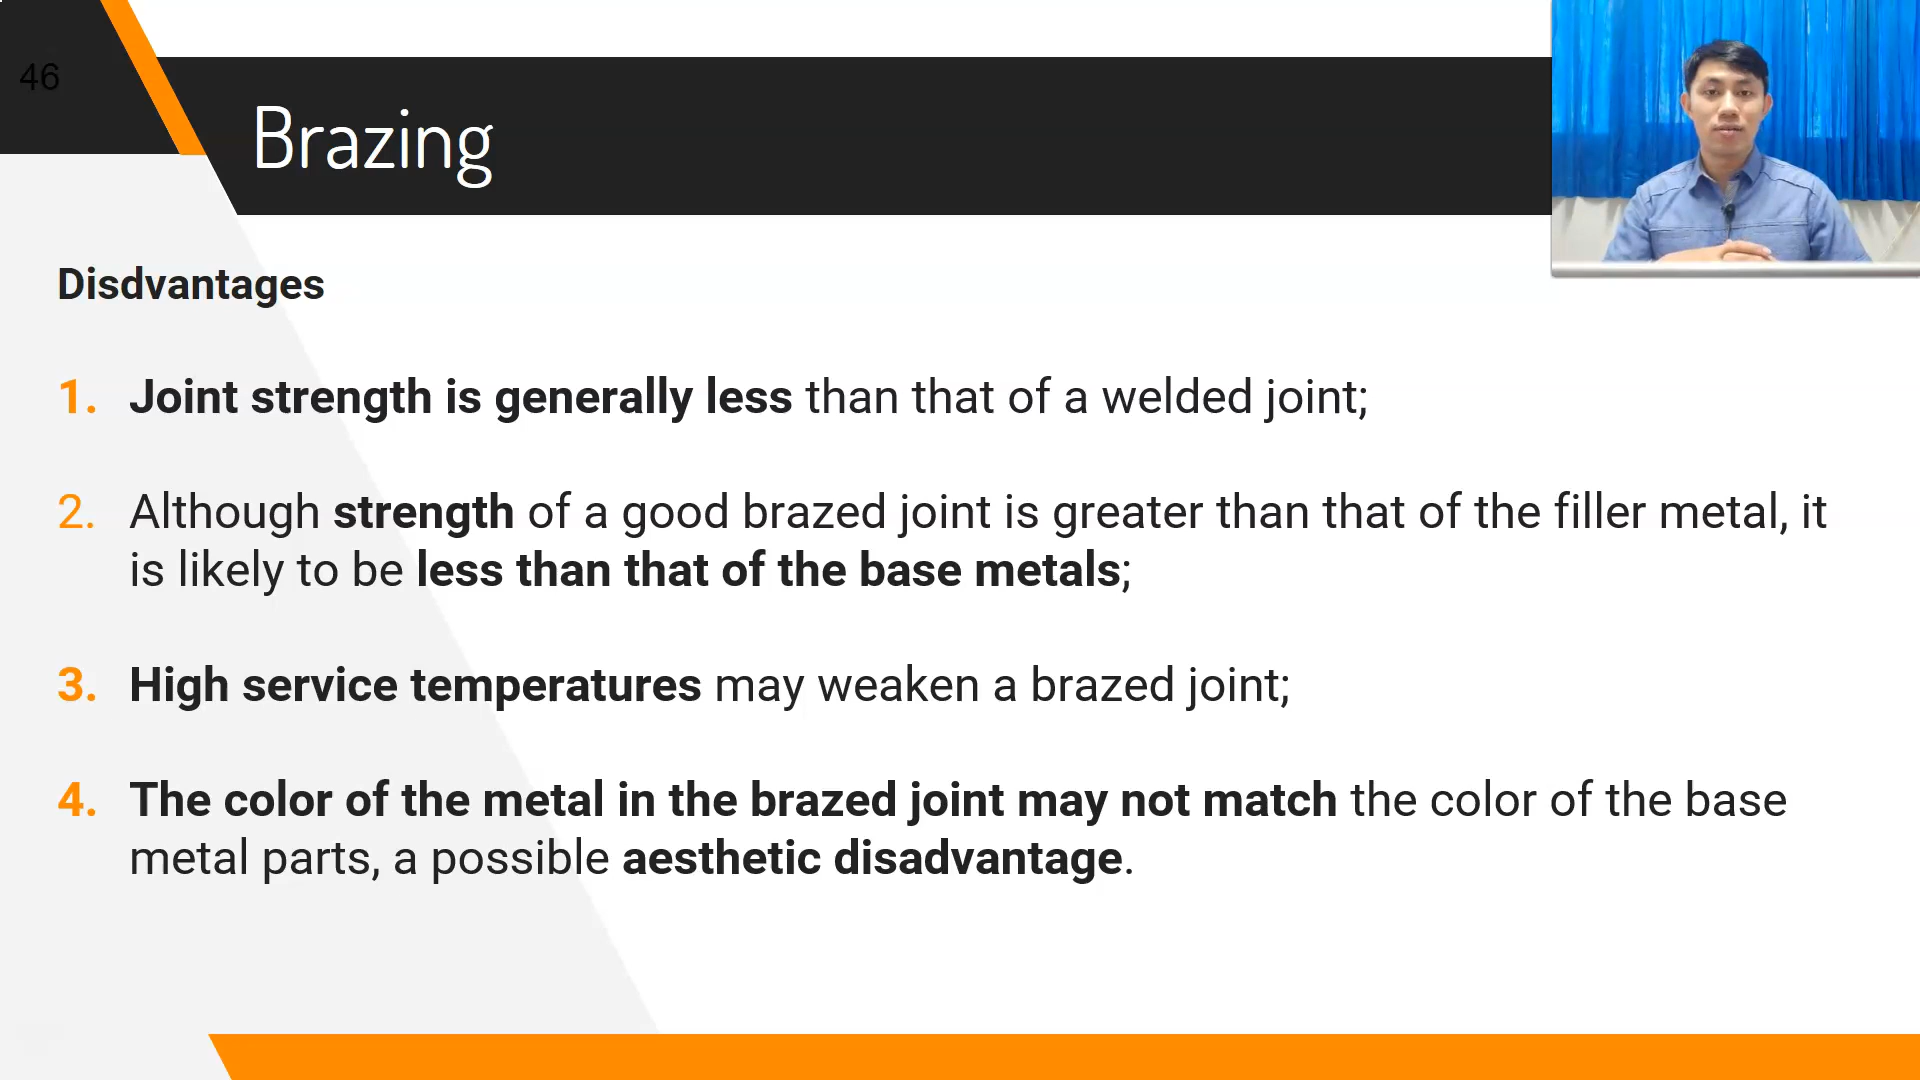 46
Brazing
Disdvantages
1. Joint strength is generally less than that of a welded joint;
2. Although strength of a good brazed joint is greater than that of the filler metal, it
is likely to be less than that of the base metals;
3. High service temperatures may weaken a brazed joint;
4. The color of the metal in the brazed joint may not match the color of the base
metal parts, a possible aesthetic disadvantage.